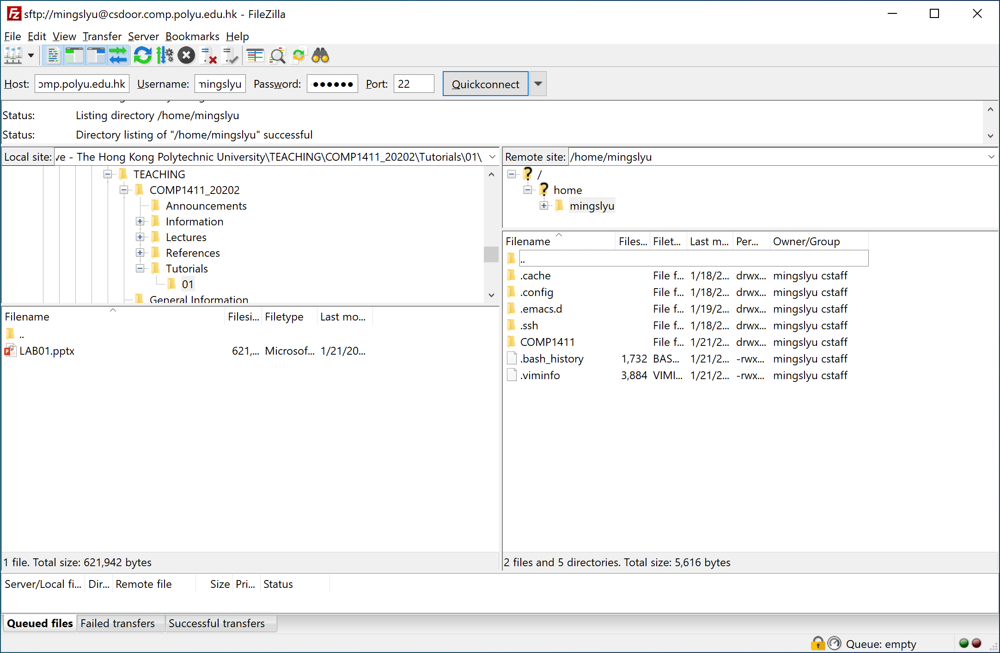 sftp://mingslyu@csdoor.comp.polyu.edu.hk - FileZilla
File Edit View Transfer Server Bookmarks Help
Host: omp.polyu.edu.hk Username: mingslyu Password: ●●●●●● Port: 22 Quickconnect
Status: Listing directory /home/mingslyu
Status: Directory listing of "/home/mingslyu" successful
Local site: ve - The Hong Kong Polytechnic University\TEACHING\COMP1411_20202\Tutorials\01\
TEACHING
COMP1411_20202
Announcements
Information
Lectures
References
Tutorials
01
General Information
Filename Filesi... Filetype Last mo...
..
LAB01.pptx 621,... Microsof... 1/21/20...
1 file. Total size: 621,942 bytes
Remote site: /home/mingslyu
/
home
mingslyu
Filename Files... Filet... Last m... Per... Owner/Group
..
.cache File f... 1/18/2... drwx... mingslyu cstaff
.config File f... 1/18/2... drwx... mingslyu cstaff
.emacs.d File f... 1/19/2... drwx... mingslyu cstaff
.ssh File f... 1/18/2... drwx... mingslyu cstaff
COMP1411 File f... 1/21/2... drwx... mingslyu cstaff
.bash_history 1,732 BAS... 1/21/2... -rwx... mingslyu cstaff
.viminfo 3,884 VIMI... 1/21/2... -rwx... mingslyu cstaff
2 files and 5 directories. Total size: 5,616 bytes
Server/Local fi... Dir... Remote file Size Pri... Status
Queued files Failed transfers Successful transfers
Queue: empty